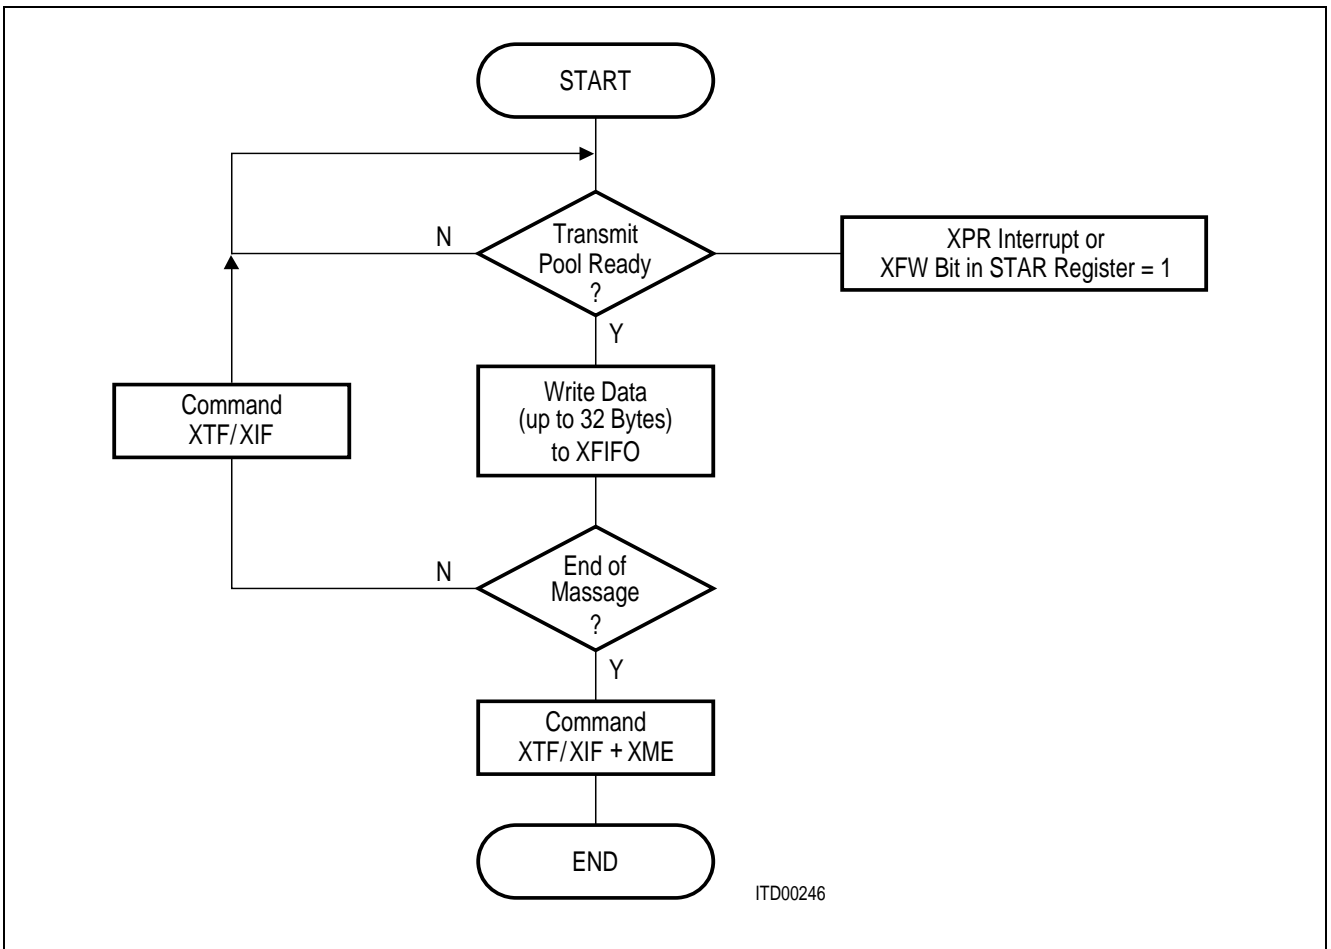 START
N
Transmit
Pool Ready
?
XPR Interrupt or
XFW Bit in STAR Register = 1
Y
Write Data
(up to 32 Bytes)
to XFIFO
Command
XTF/XIF
N
End of
Massage
?
Y
Command
XTF/XIF + XME
END
ITD00246